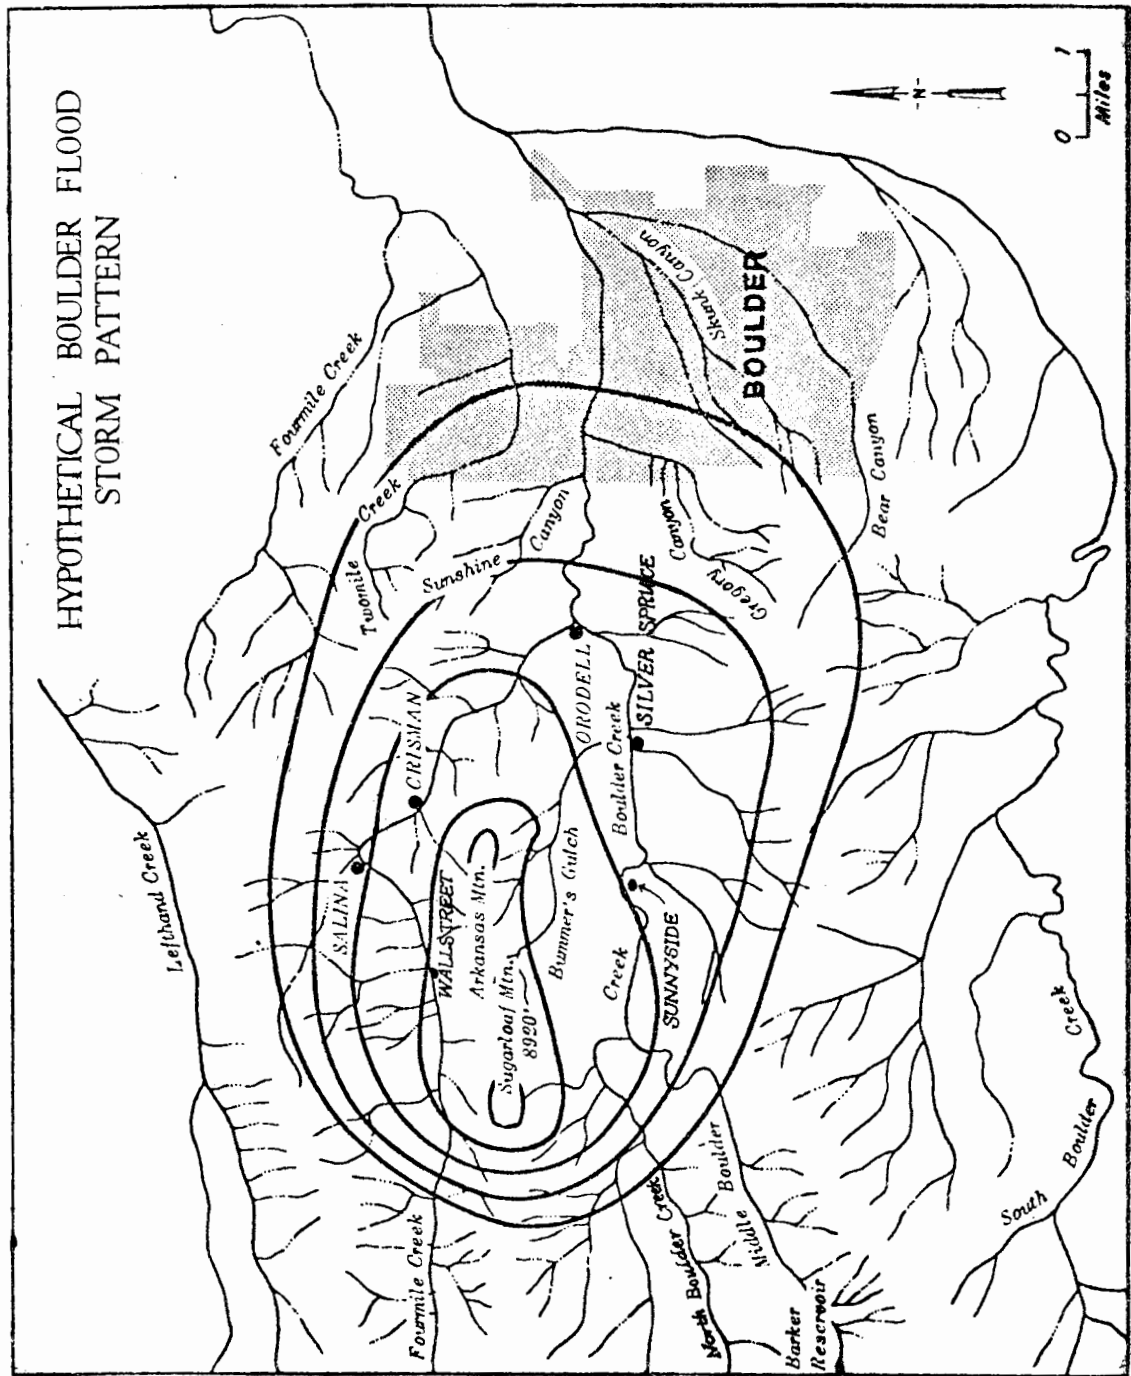 HYPOTHETICAL BOULDER FLOOD
STORM PATTERN
-N-
0 1
Miles
Lefthand Creek
Fourmile Creek
Fourmile Creek
Twomile
Creek
Sunshine
Canyon
SALINA
CRISMAN
WALLSTREET
Arkansas Mtn.
Sugarloaf Mtn.
8920'
Bummer's Gulch
ORODELL
Boulder Creek
SILVER SPRUCE
Creek
SUNNYSIDE
Canyon
Gregory
Skunk Canyon
BOULDER
Bear Canyon
North Boulder Creek
Middle Boulder
Barker
Reservoir
South Boulder Creek